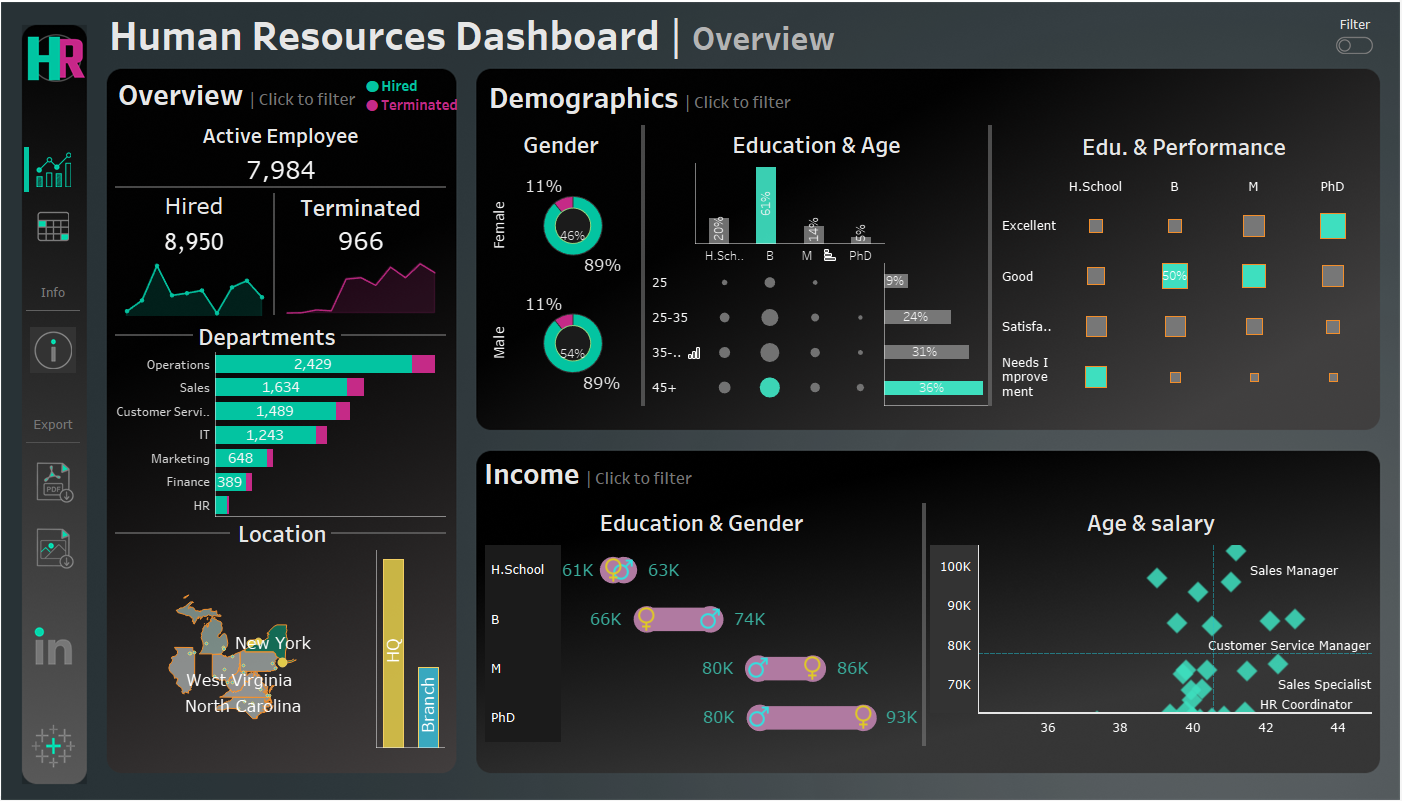 HR
Human Resources Dashboard | Overview
Filter
Overview | Click to filter
Hired
Terminated
Active Employee
7,984
Hired
8,950
Terminated
966
Departments
Operations 2,429
Sales 1,634
Customer Servi.. 1,489
IT 1,243
Marketing 648
Finance 389
HR
Location
New York
West Virginia
North Carolina
HQ
Branch
Info
Export
PDF
in
Demographics | Click to filter
Gender
Female
11%
46%
89%
Male
11%
54%
89%
Education & Age
20%
61%
14%
5%
H.Sch.. B M PhD
25 9%
25-35 24%
35-.. 31%
45+ 36%
Edu. & Performance
H.School B M PhD
Excellent
Good 50%
Satisfa..
Needs I
mprove
ment
Income | Click to filter
Education & Gender
H.School 61K 63K
B 66K 74K
M 80K 86K
PhD 80K 93K
Age & salary
100K
90K
80K
70K
Sales Manager
Customer Service Manager
Sales Specialist
HR Coordinator
36 38 40 42 44